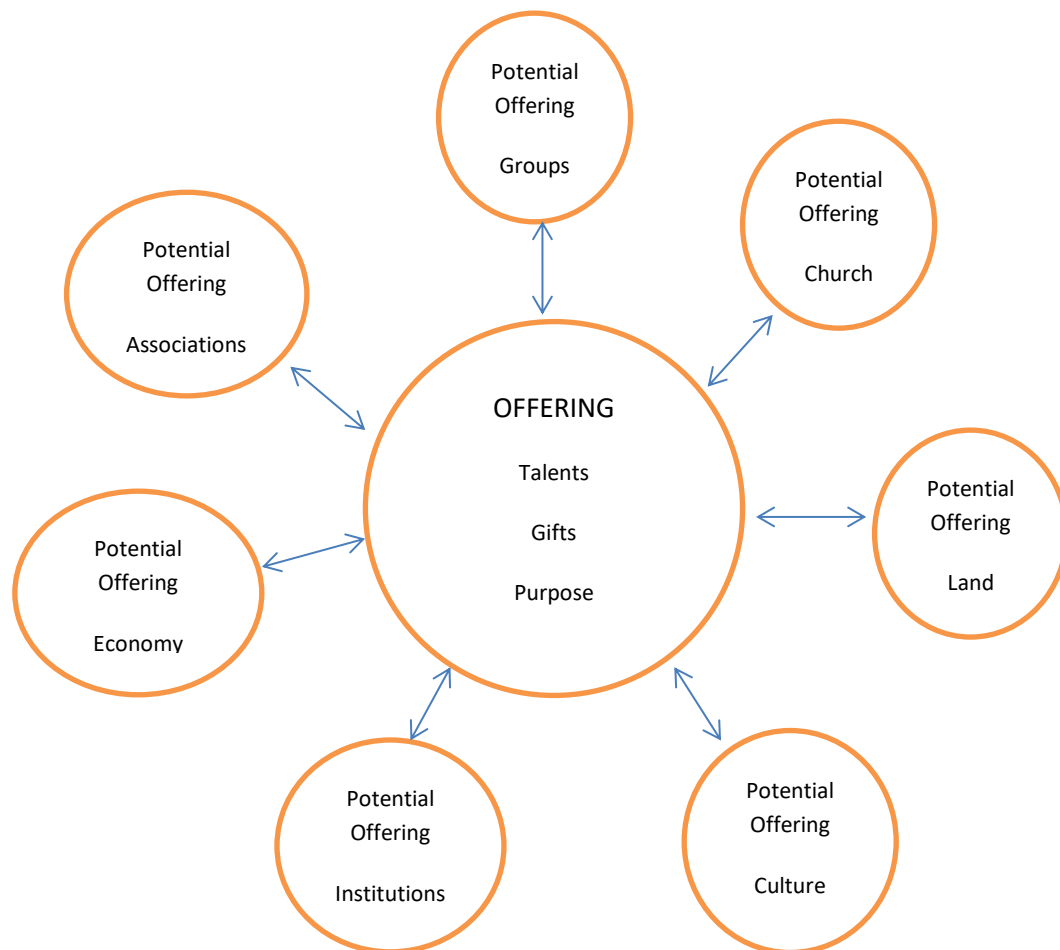 Potential
Offering
Groups
Potential
Offering
Church
Potential
Offering
Associations
OFFERING
Talents
Gifts
Purpose
Potential
Offering
Land
Potential
Offering
Economy
Potential
Offering
Institutions
Potential
Offering
Culture